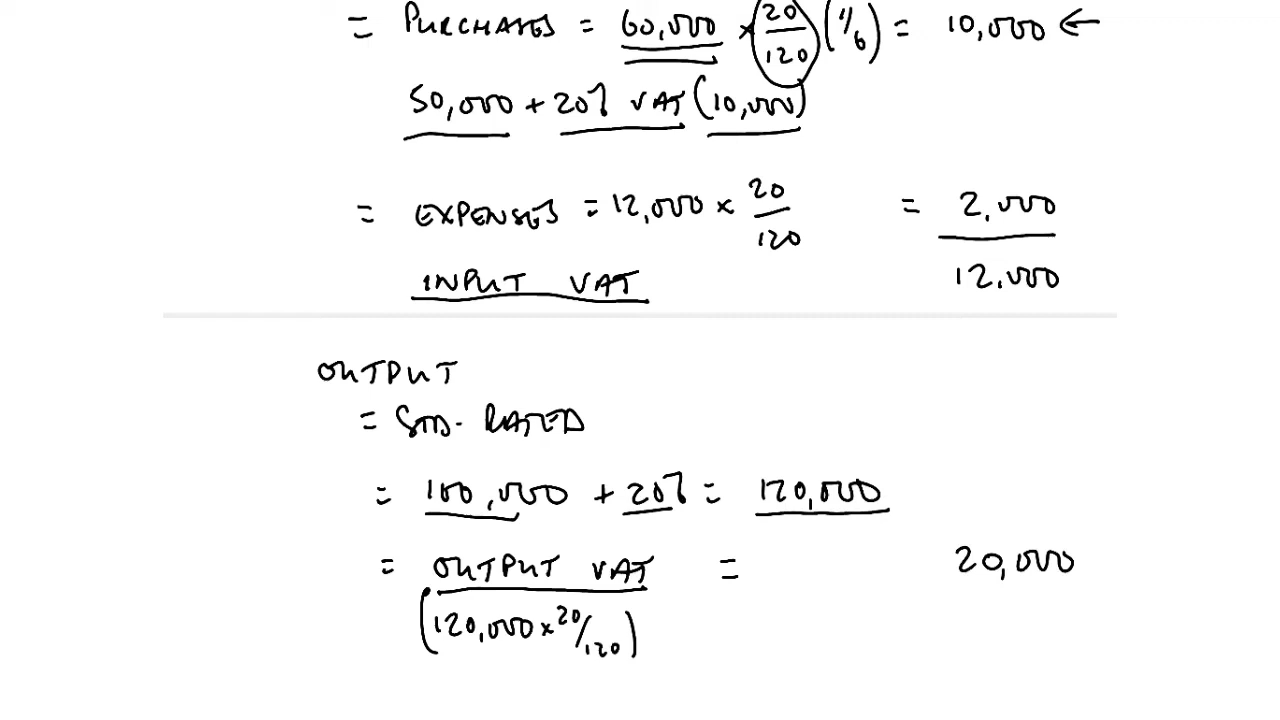 = PURCHASES = 60,000 × 20/120 (1/6) = 10,000 ←
50,000 + 20% VAT (10,000)
= EXPENSES = 12,000 × 20/120 = 2,000
INPUT VAT 12,000
OUTPUT
= STD. RATED
= 100,000 + 20% = 120,000
= OUTPUT VAT = 20,000
(120,000 × 20/120)